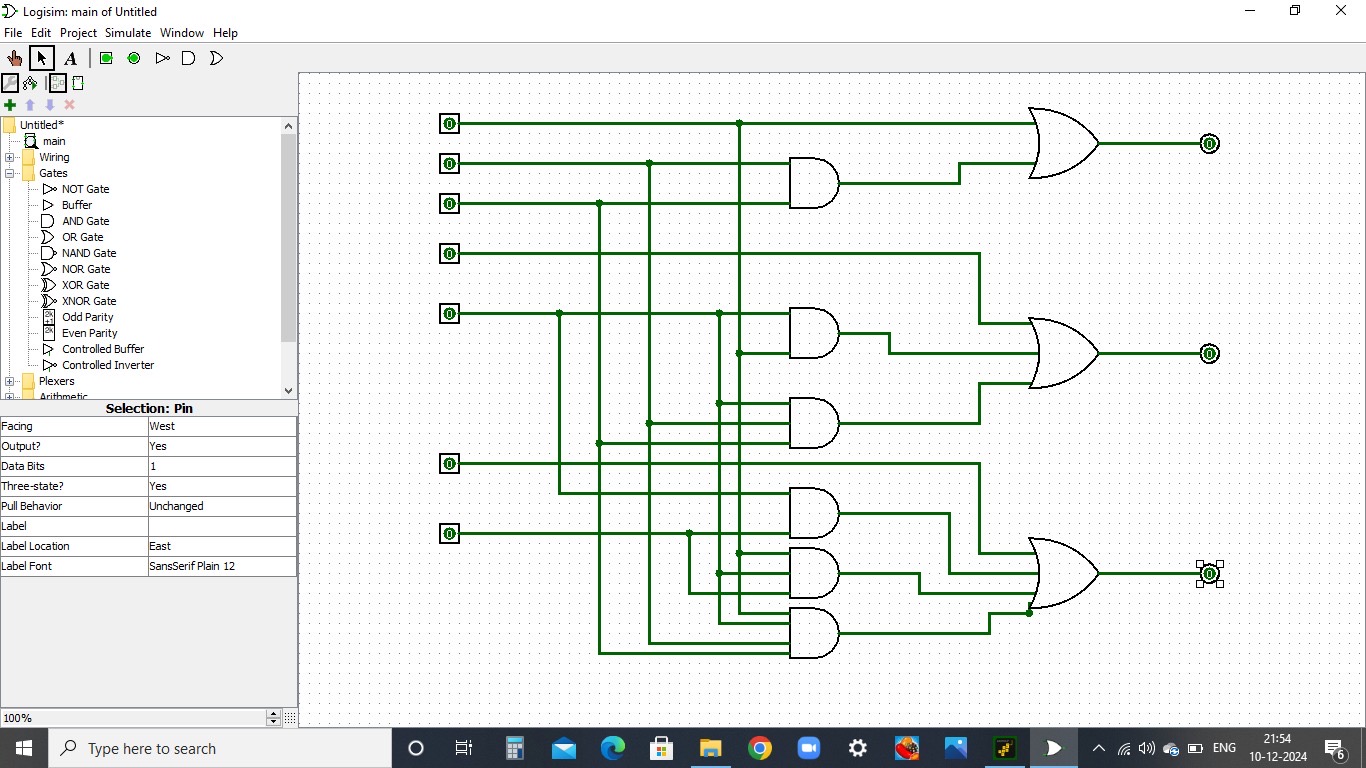 Logisim: main of Untitled
File Edit Project Simulate Window Help
A
Untitled*
main
Wiring
Gates
NOT Gate
Buffer
AND Gate
OR Gate
NAND Gate
NOR Gate
XOR Gate
XNOR Gate
Odd Parity
Even Parity
Controlled Buffer
Controlled Inverter
Plexers
Arithmetic
Selection: Pin
Facing West
Output? Yes
Data Bits 1
Three-state? Yes
Pull Behavior Unchanged
Label
Label Location East
Label Font SansSerif Plain 12
100%
0
0
0
0
0
0
0
0
0
0
Type here to search
ENG
21:54
10-12-2024
6